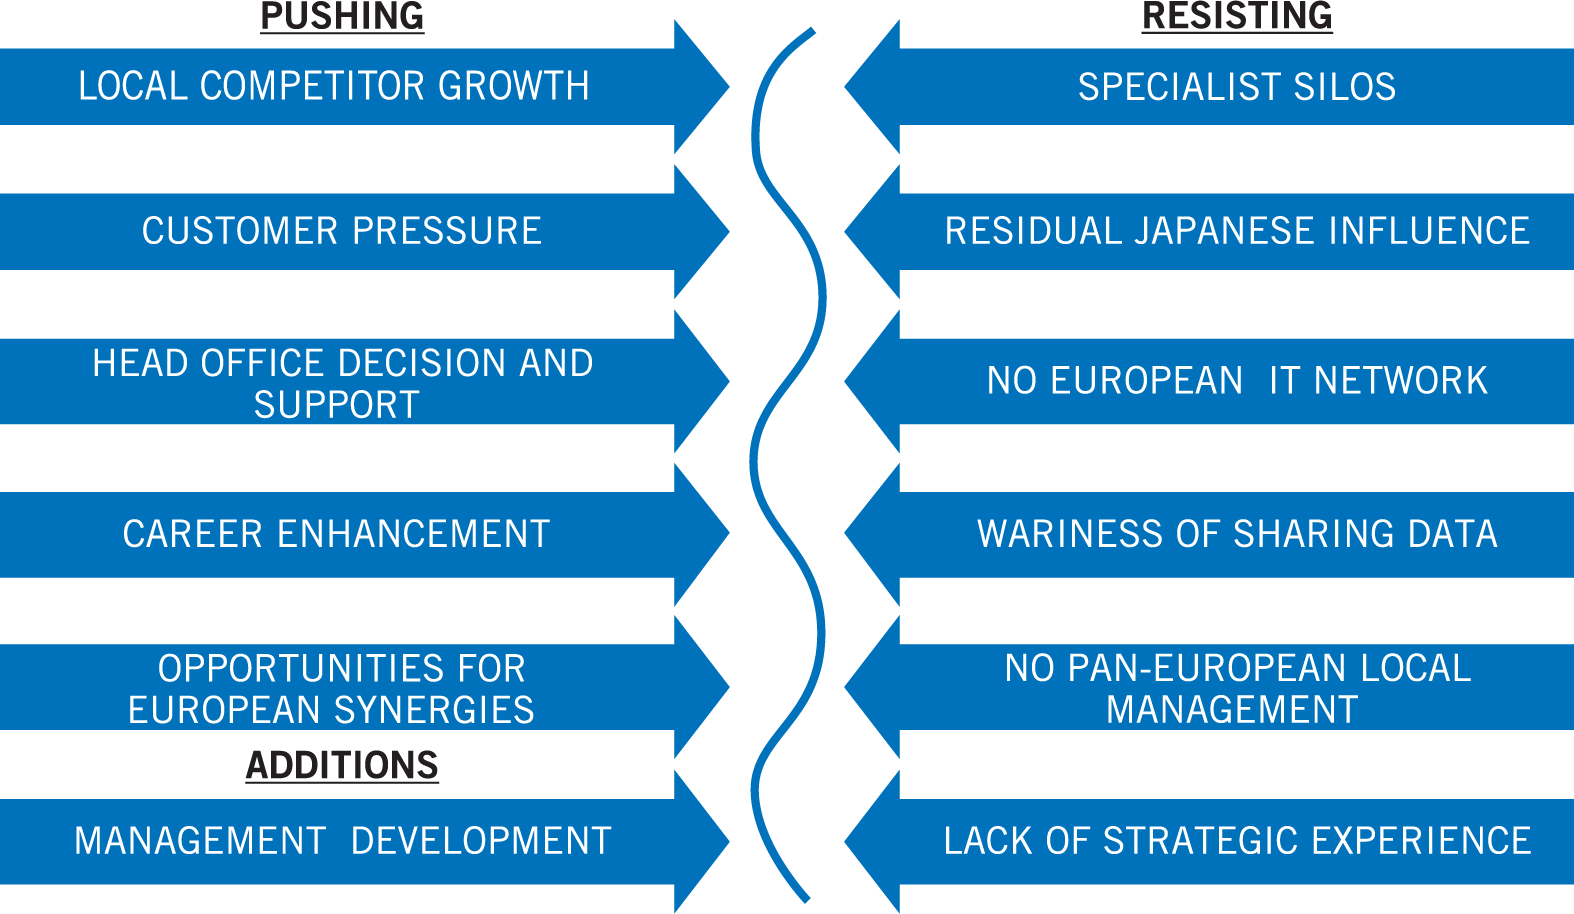 PUSHING
LOCAL COMPETITOR GROWTH
CUSTOMER PRESSURE
HEAD OFFICE DECISION AND
SUPPORT
CAREER ENHANCEMENT
OPPORTUNITIES FOR
EUROPEAN SYNERGIES
ADDITIONS
MANAGEMENT DEVELOPMENT
RESISTING
SPECIALIST SILOS
RESIDUAL JAPANESE INFLUENCE
NO EUROPEAN IT NETWORK
WARINESS OF SHARING DATA
NO PAN-EUROPEAN LOCAL
MANAGEMENT
LACK OF STRATEGIC EXPERIENCE